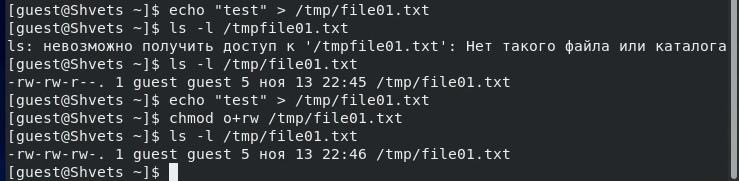 [guest@Shvets ~]$ echo "test" > /tmp/file01.txt
[guest@Shvets ~]$ ls -l /tmpfile01.txt
ls: невозможно получить доступ к '/tmpfile01.txt': Нет такого файла или каталога
[guest@Shvets ~]$ ls -l /tmp/file01.txt
-rw-rw-r--. 1 guest guest 5 ноя 13 22:45 /tmp/file01.txt
[guest@Shvets ~]$ echo "test" > /tmp/file01.txt
[guest@Shvets ~]$ chmod o+rw /tmp/file01.txt
[guest@Shvets ~]$ ls -l /tmp/file01.txt
-rw-rw-rw-. 1 guest guest 5 ноя 13 22:46 /tmp/file01.txt
[guest@Shvets ~]$